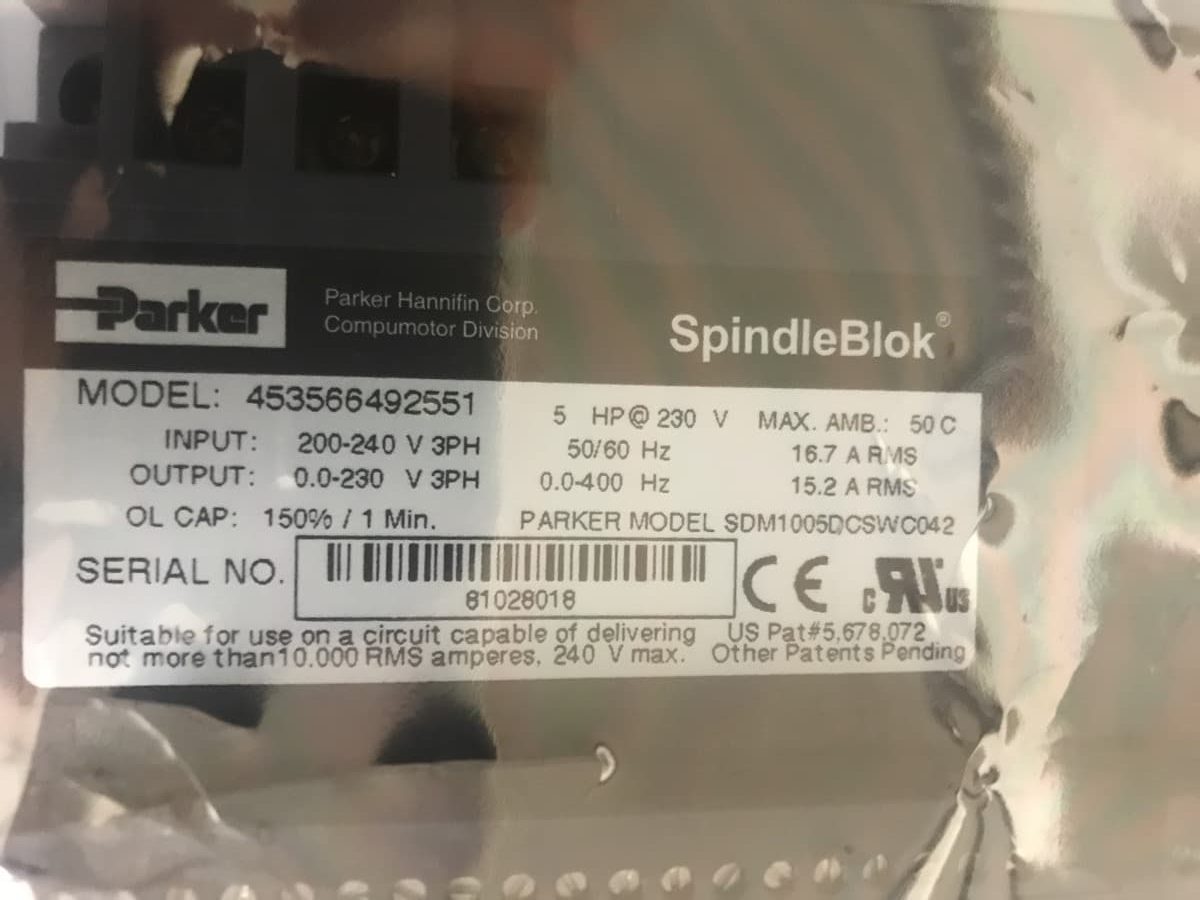 Parker
Parker Hannifin Corp.
Compumotor Division
SpindleBlok®
MODEL: 453566492551 5 HP@ 230 V MAX. AMB.: 50 C
INPUT: 200-240 V 3PH 50/60 Hz 16.7 A RMS
OUTPUT: 0.0-230 V 3PH 0.0-400 Hz 15.2 A RMS
OL CAP: 150% / 1 Min. PARKER MODEL SDM1005DCSWC042
SERIAL NO. 81028018 CE c RU US
Suitable for use on a circuit capable of delivering US Pat#5,678,072
not more than10.000 RMS amperes, 240 V max. Other Patents Pending